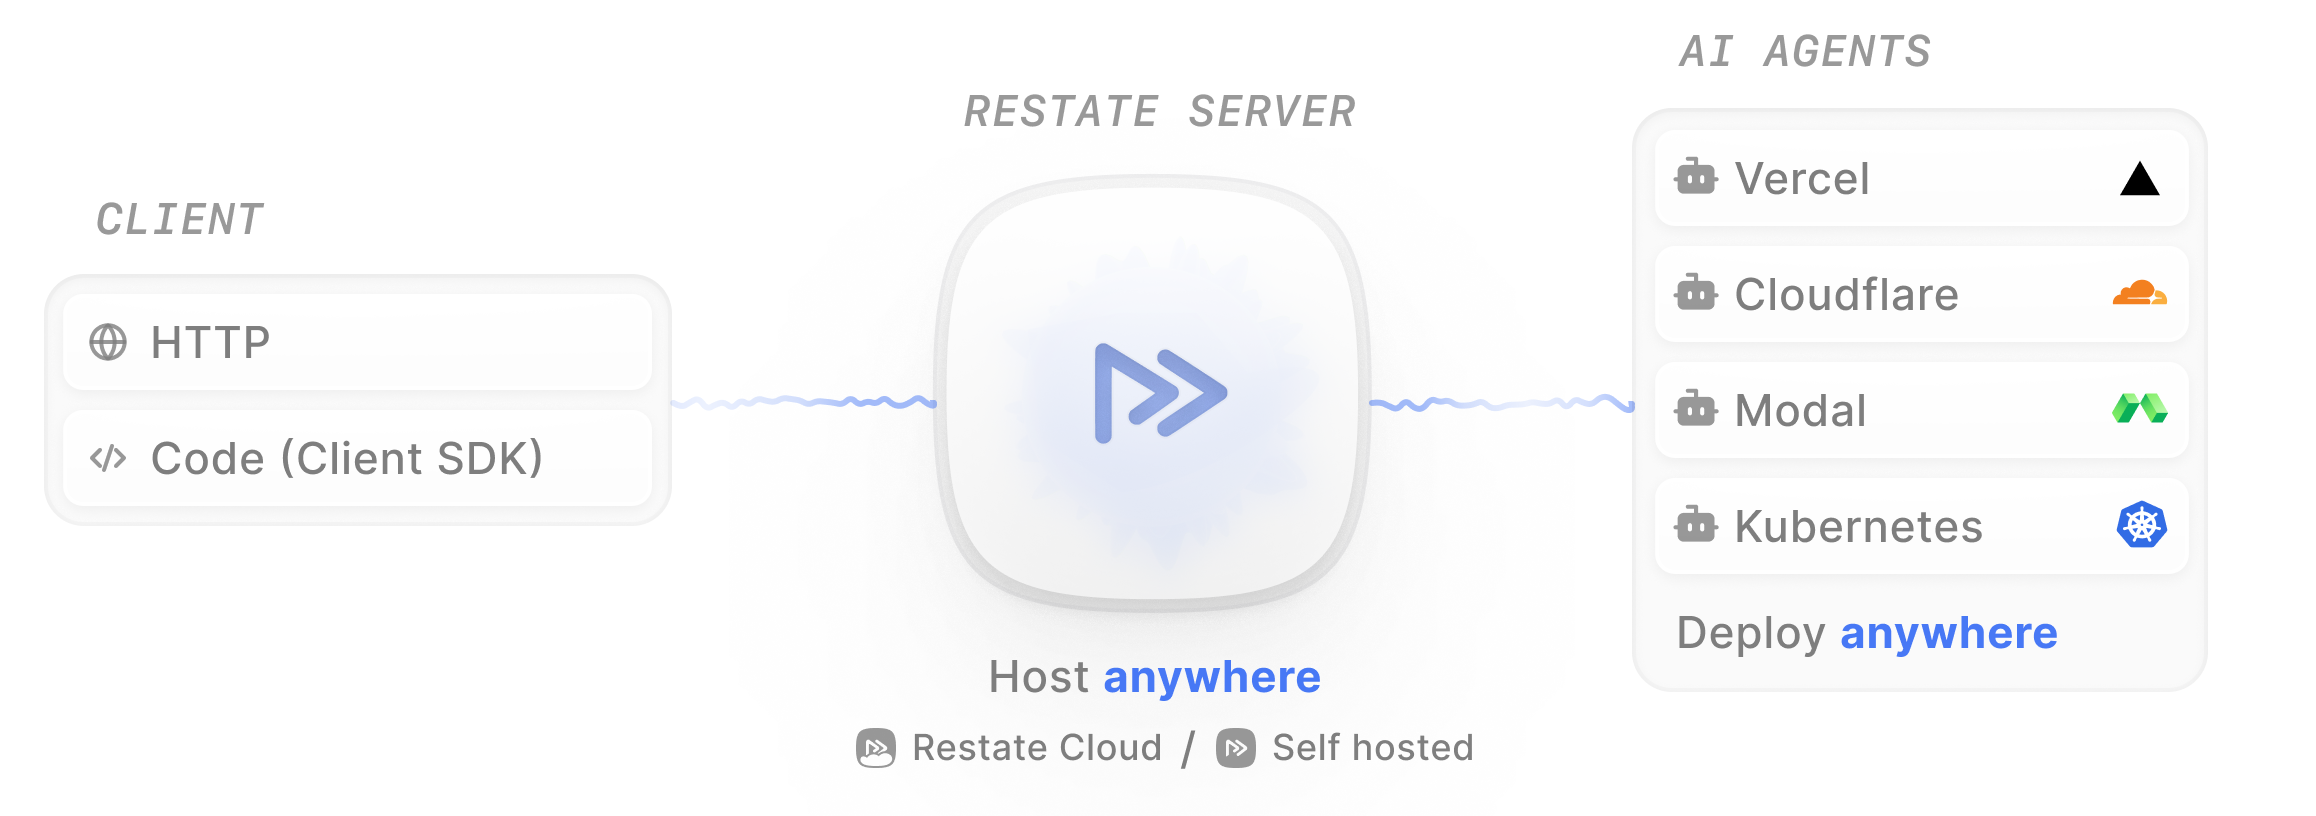 CLIENT
HTTP
Code (Client SDK)
RESTATE SERVER
Host anywhere
Restate Cloud / Self hosted
AI AGENTS
Vercel
Cloudflare
Modal
Kubernetes
Deploy anywhere